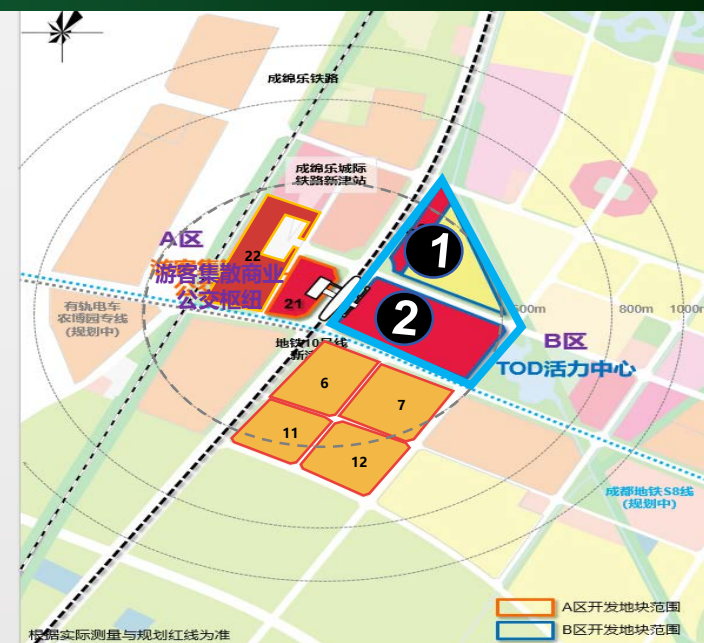 成绵乐铁路
成绵乐城际
铁路新津站
A区
22
游客集散商业
公交枢纽
21
有轨电车
农博园专线
(规划中)
1
2
500m
800m
1000m
B区
TOD活力中心
地铁10号线
6
7
11
12
成都地铁S8线
(规划中)
A区开发地块范围
B区开发地块范围
根据实际测量与规划红线为准